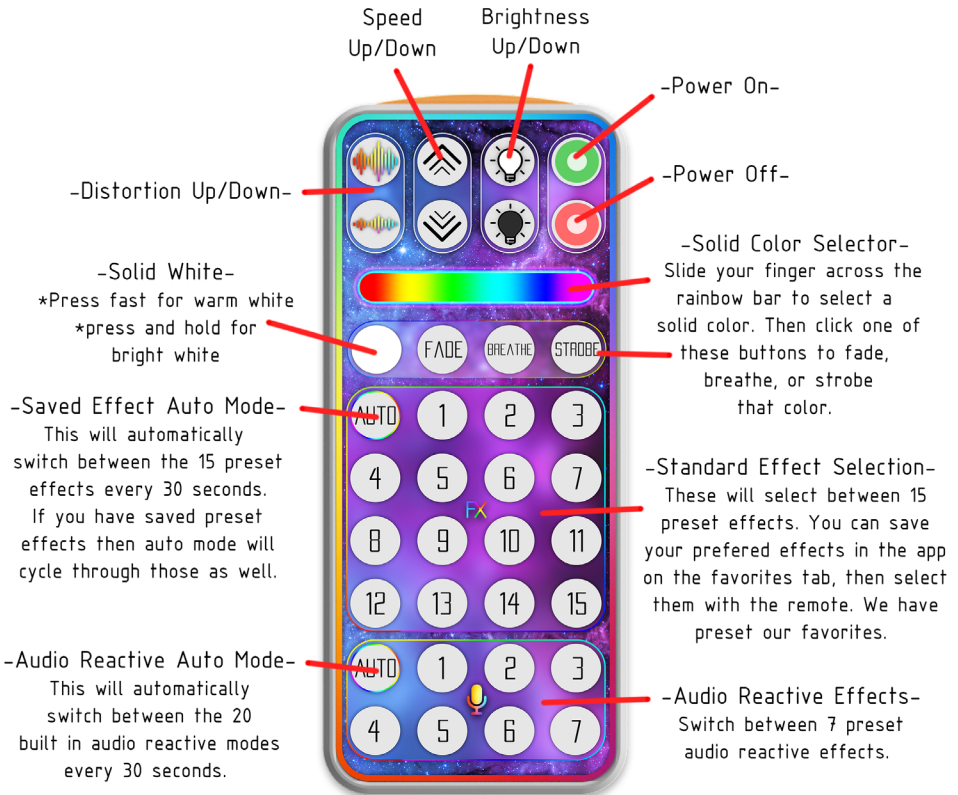 Speed
Up/Down
Brightness
Up/Down
-Power On-
-Power Off-
-Distortion Up/Down-
-Solid Color Selector-
Slide your finger across the
rainbow bar to select a
solid color. Then click one of
these buttons to fade,
breathe, or strobe
that color.
-Solid White-
*Press fast for warm white
*press and hold for
bright white
FADE
BREATHE
STROBE
-Saved Effect Auto Mode-
This will automatically
switch between the 15 preset
effects every 30 seconds.
If you have saved preset
effects then auto mode will
cycle through those as well.
AUTO 1 2 3
4 5 6 7
FX
8 9 10 11
12 13 14 15
-Standard Effect Selection-
These will select between 15
preset effects. You can save
your prefered effects in the app
on the favorites tab, then select
them with the remote. We have
preset our favorites.
-Audio Reactive Auto Mode-
This will automatically
switch between the 20
built in audio reactive modes
every 30 seconds.
AUTO 1 2 3
4 5 6 7
-Audio Reactive Effects-
Switch between 7 preset
audio reactive effects.